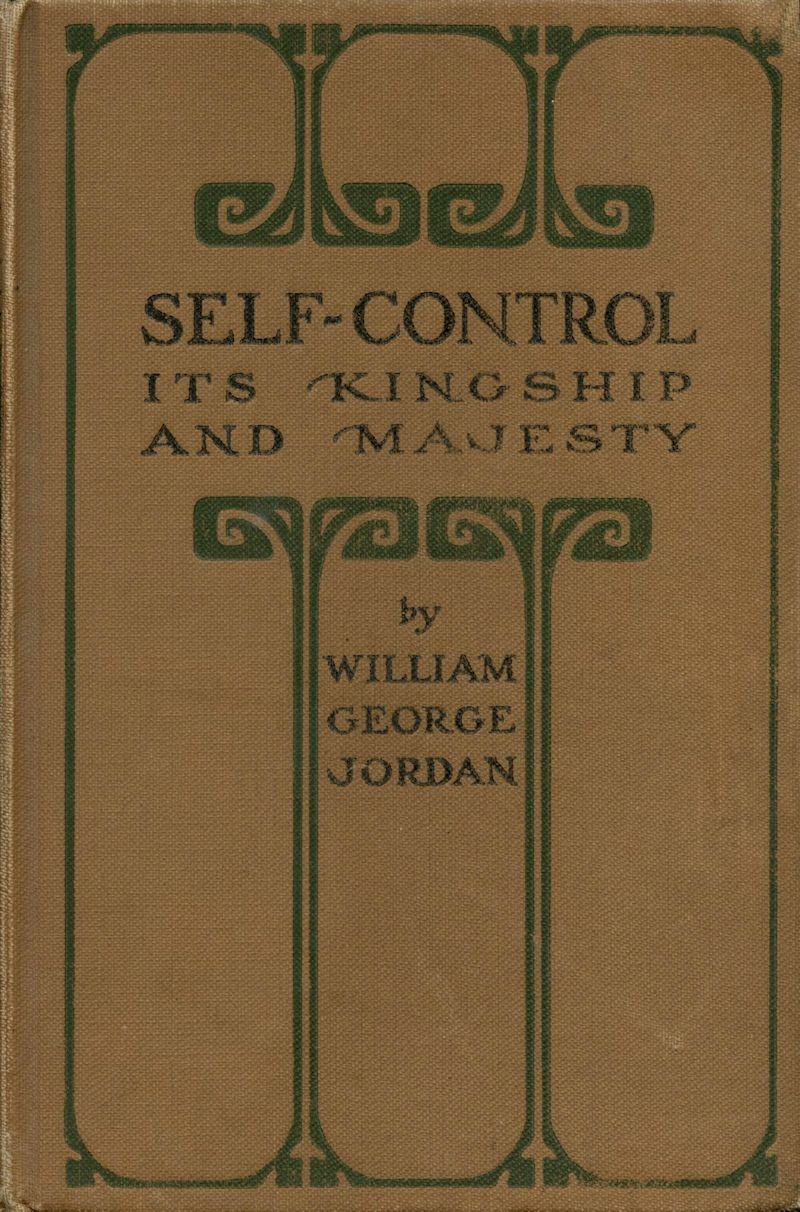 SELF-CONTROL
ITS KINGSHIP
AND MAJESTY
by
WILLIAM
GEORGE
JORDAN